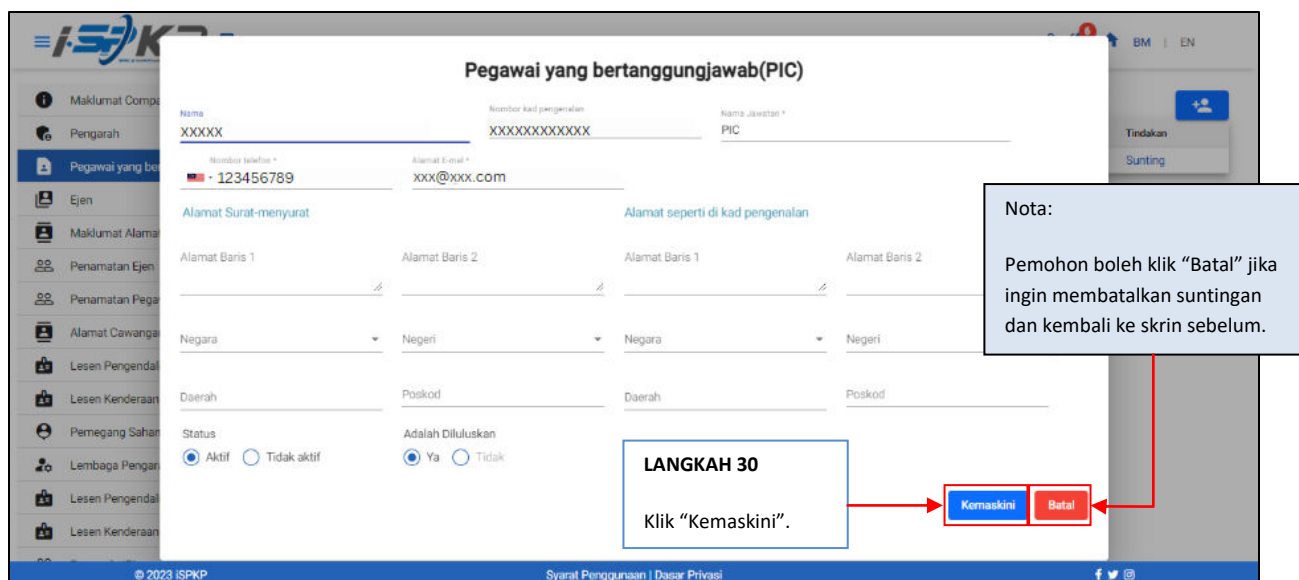 i-SPKP
BM | EN
Pegawai yang bertanggungjawab(PIC)
Maklumat Compa
Pengarah
Pegawai yang ber
Ejen
Maklumat Alama
Penamatan Ejen
Penamatan Pega
Alamat Cawanga
Lesen Pengendal
Lesen Kenderaan
Pemegang Sahan
Lembaga Pengar
Lesen Pengendal
Lesen Kenderaan
Nama
XXXXX
Nombor kad pengenalan
XXXXXXXXXXXX
Nama Jawatan *
PIC
Nombor telefon *
123456789
Alamat E-mel *
xxx@xxx.com
Tindakan
Sunting
Alamat Surat-menyurat
Alamat seperti di kad pengenalan
Alamat Baris 1
Alamat Baris 2
Alamat Baris 1
Alamat Baris 2
Negara
Negeri
Negara
Negeri
Daerah
Poskod
Daerah
Poskod
Status
Aktif
Tidak aktif
Adalah Diluluskan
Ya
Tidak
Nota:
Pemohon boleh klik “Batal” jika
ingin membatalkan suntingan
dan kembali ke skrin sebelum.
LANGKAH 30
Klik “Kemaskini”.
Kemaskini
Batal
© 2023 iSPKP
Syarat Penggunaan | Dasar Privasi